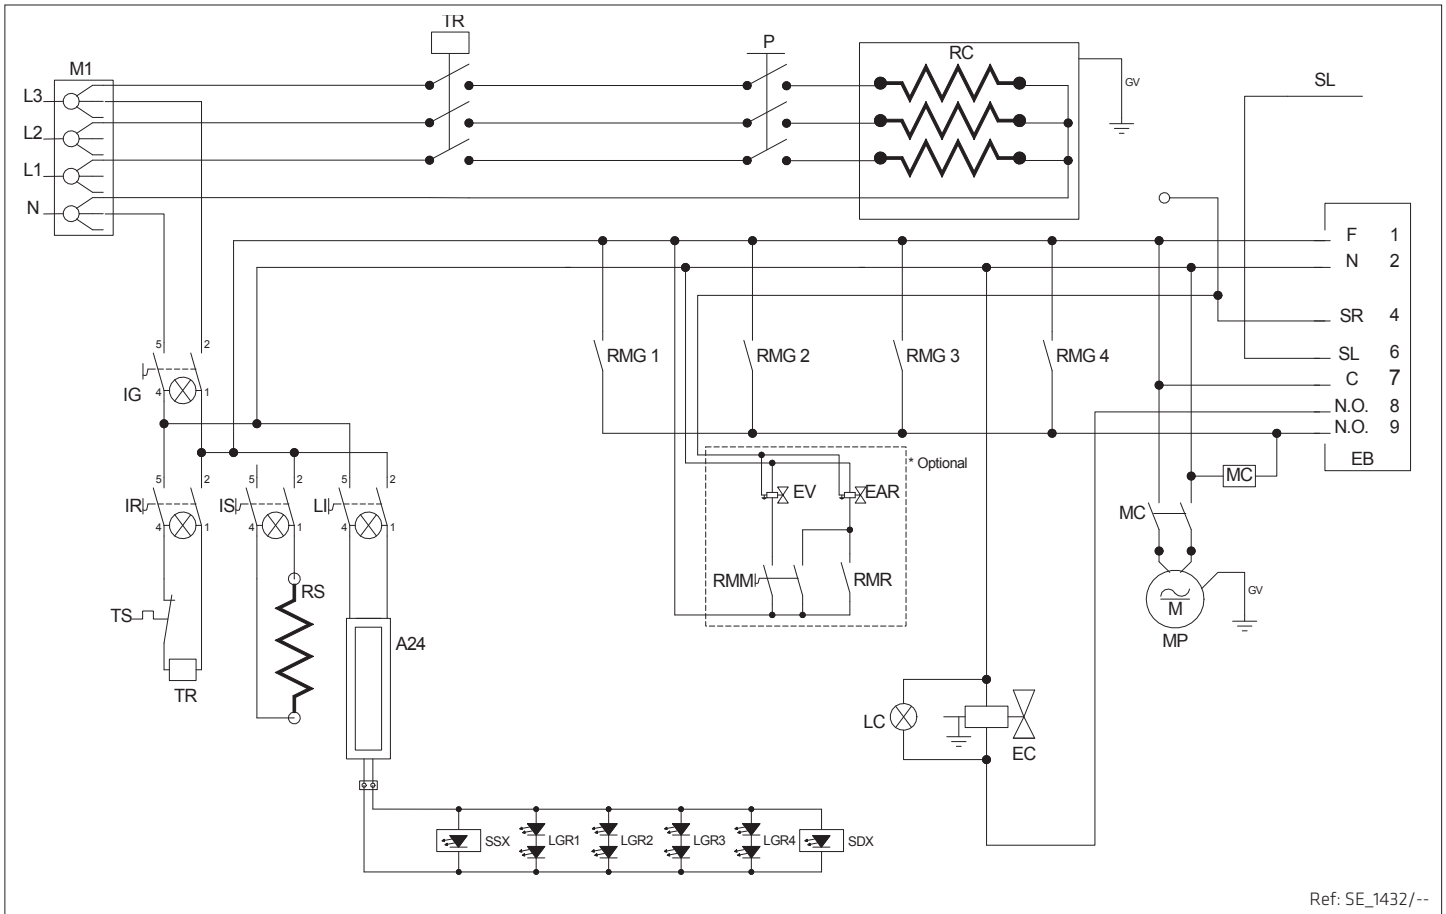 TR
P
RC
M1
L3
L2
L1
N
GV
SL
F 1
N 2
SR 4
SL 6
C 7
N.O. 8
N.O. 9
EB
RMG 1
RMG 2
RMG 3
RMG 4
5
2
IG
4
1
5
2
5
2
5
2
IR
4
1
IS
4
1
LI
4
1
* Optional
EV
EAR
RMM
RMR
MC
MC
M
MP
GV
TS
RS
A24
TR
LC
EC
SSX
LGR1
LGR2
LGR3
LGR4
SDX
Ref: SE_1432/--